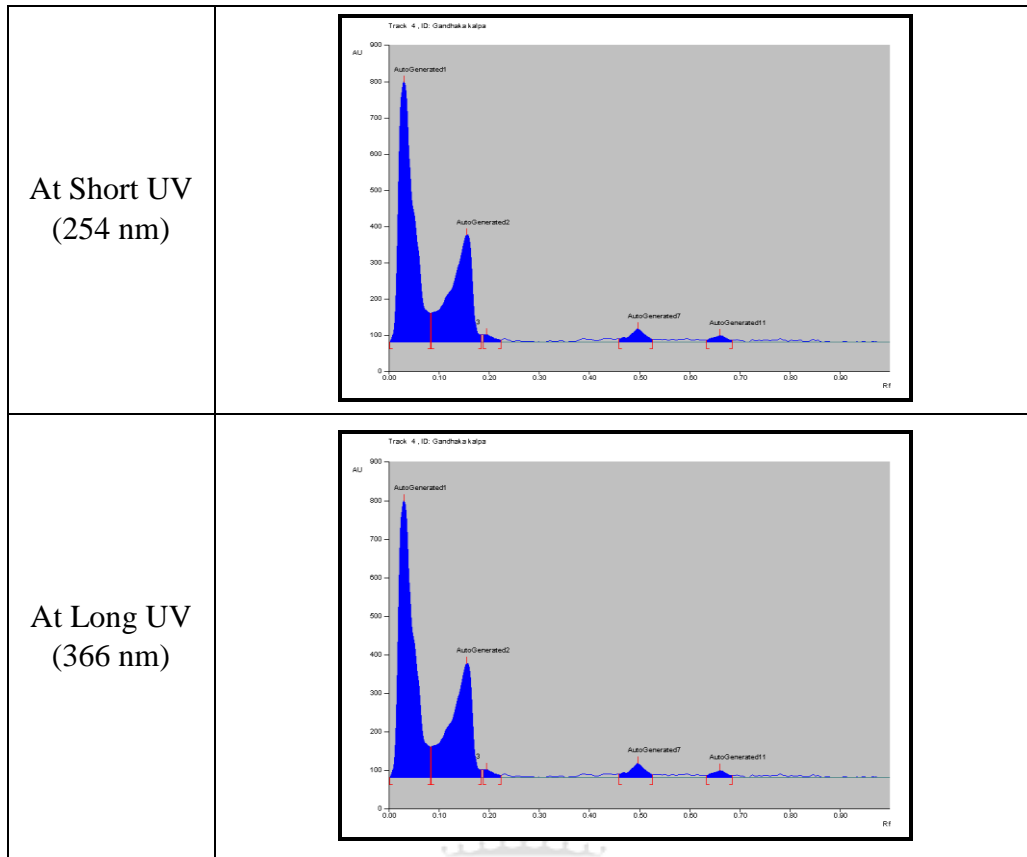 At Short UV
(254 nm)
Track 4 , ID: Gandhaka kalpa
AU
900
800
700
600
500
400
300
200
100
0
AutoGenerated1
AutoGenerated2
3
AutoGenerated7
AutoGenerated11
0.00 0.10 0.20 0.30 0.40 0.50 0.60 0.70 0.80 0.90
Rf
At Long UV
(366 nm)
Track 4 , ID: Gandhaka kalpa
AU
900
800
700
600
500
400
300
200
100
0
AutoGenerated1
AutoGenerated2
3
AutoGenerated7
AutoGenerated11
0.00 0.10 0.20 0.30 0.40 0.50 0.60 0.70 0.80 0.90
Rf